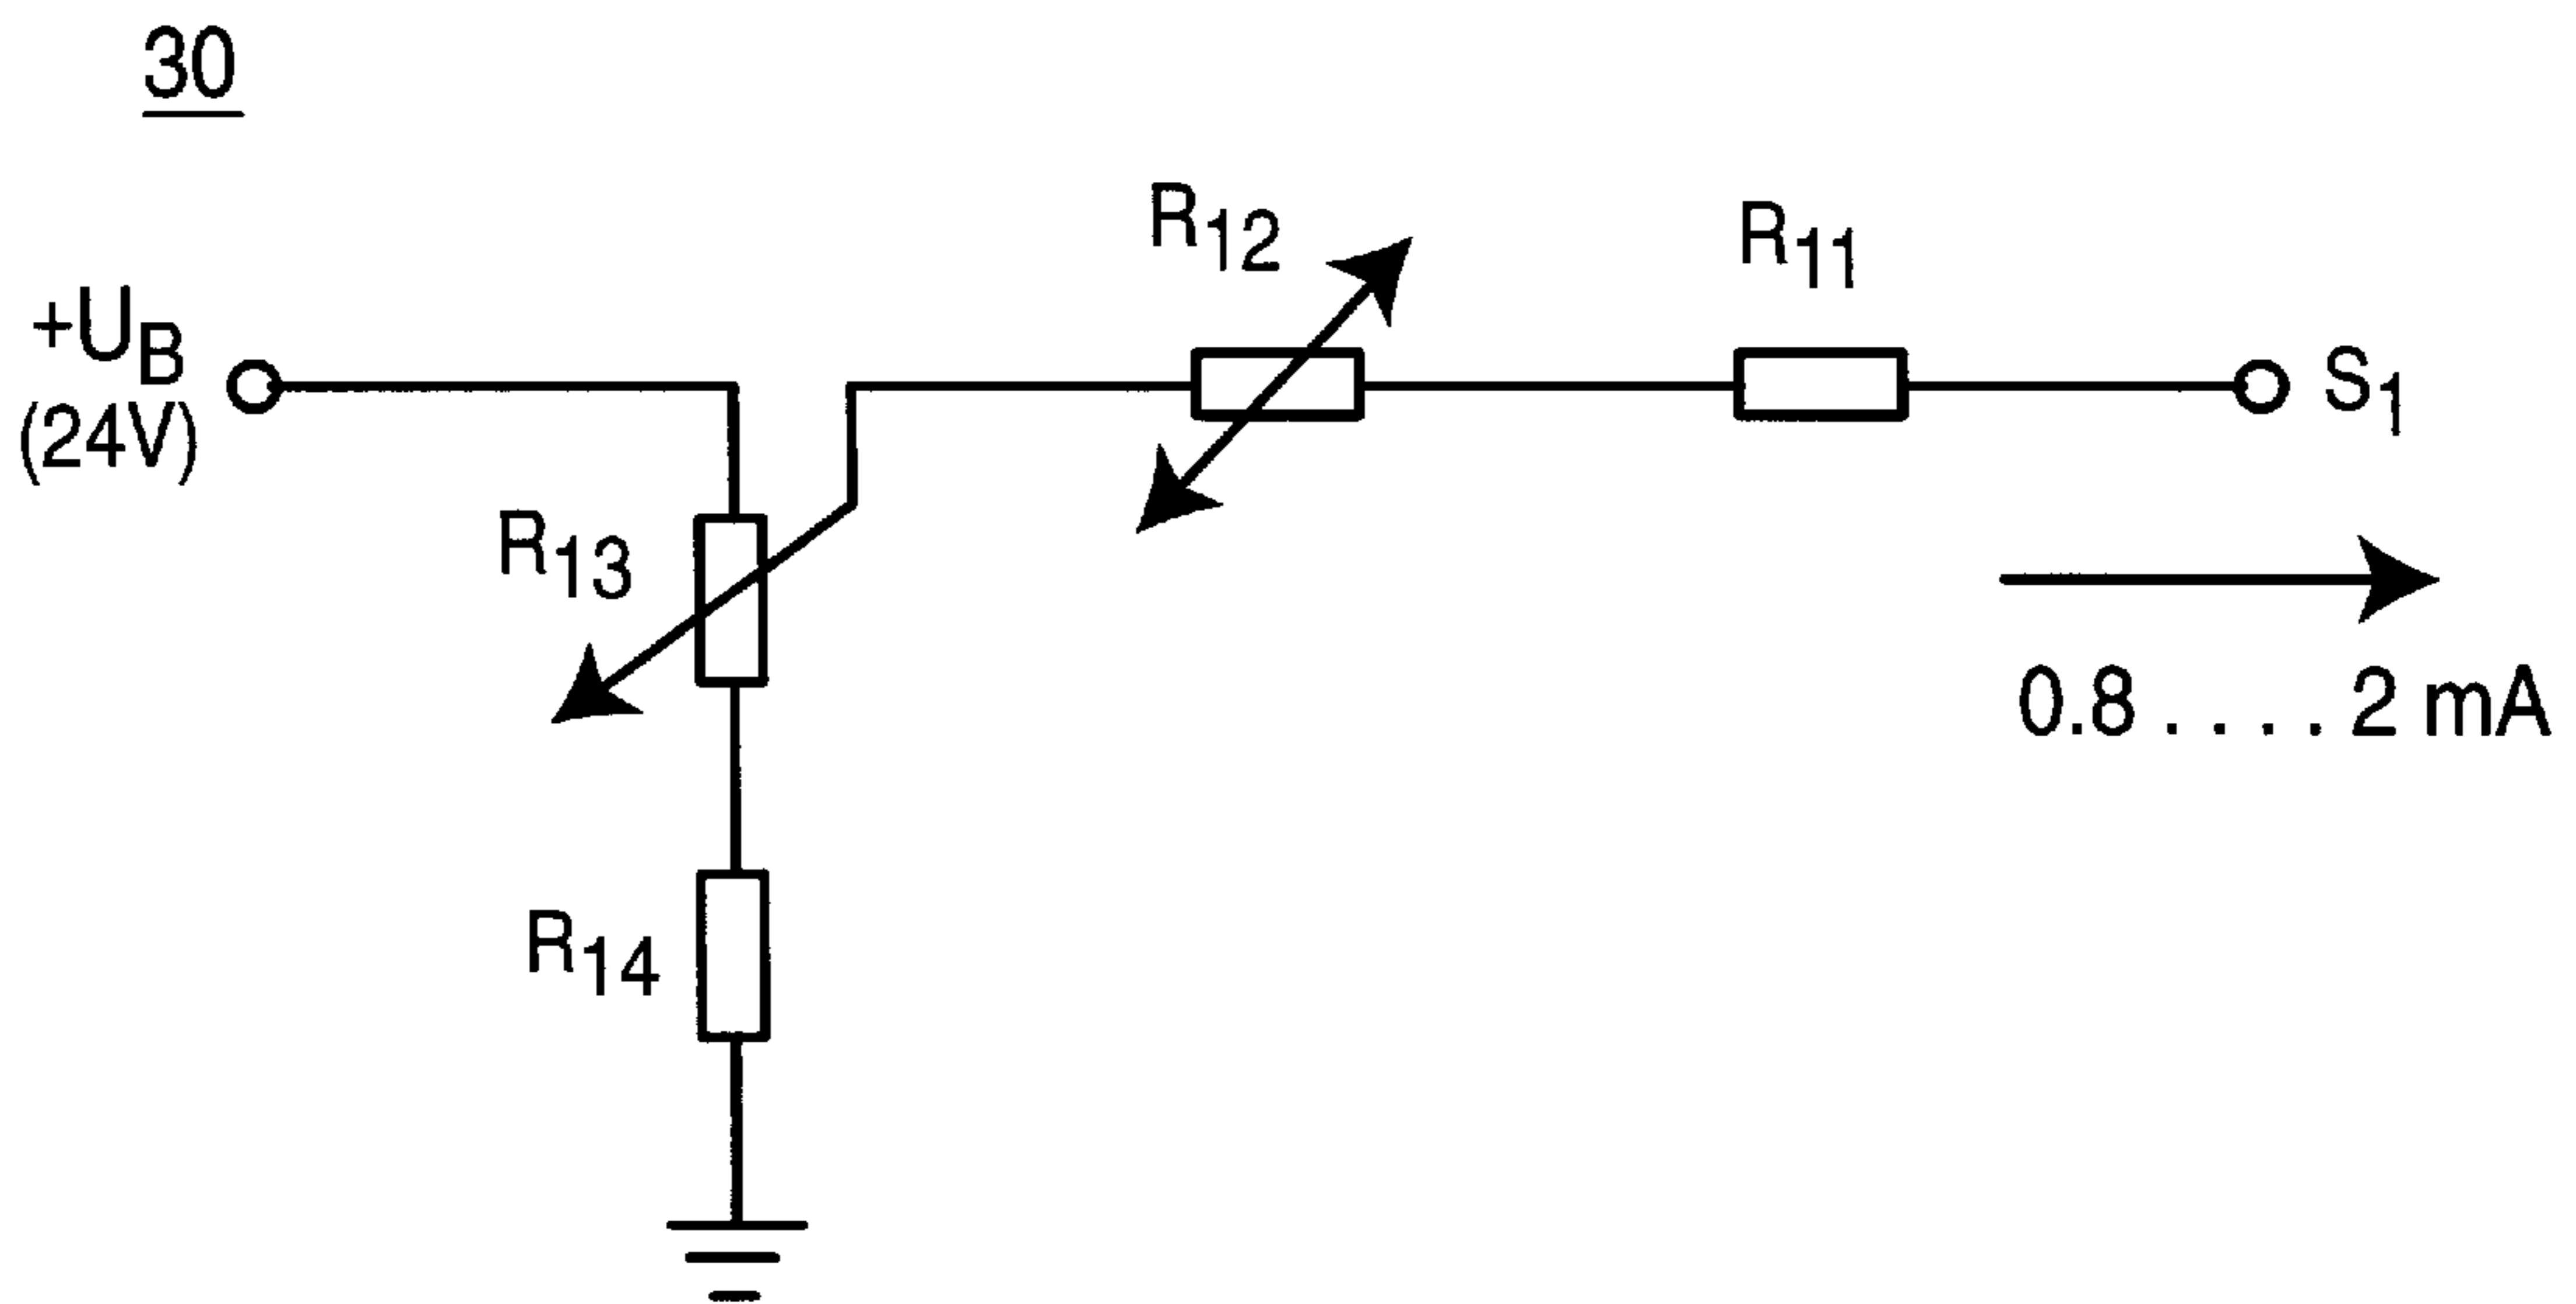 30
R12
R11
+UB
(24V)
S1
R13
0.8 . . . . 2 mA
R14